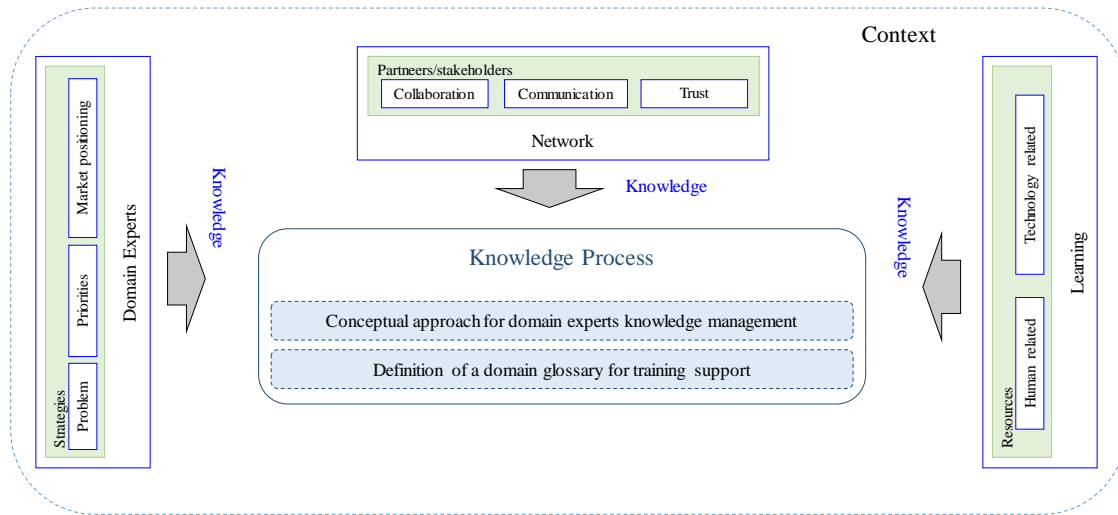 Context
Partneers/stakeholders
Collaboration
Communication
Trust
Network
Knowledge
Strategies
Problem
Priorities
Market positioning
Domain Experts
Knowledge
Knowledge Process
Conceptual approach for domain experts knowledge management
Definition of a domain glossary for training support
Knowledge
Resources
Human related
Technology related
Learning